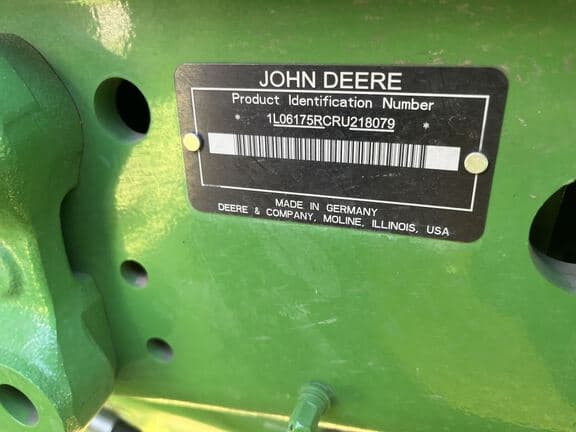 JOHN DEERE
Product Identification Number
* 1L06175RCRU218079 *
MADE IN GERMANY
DEERE & COMPANY, MOLINE, ILLINOIS, USA